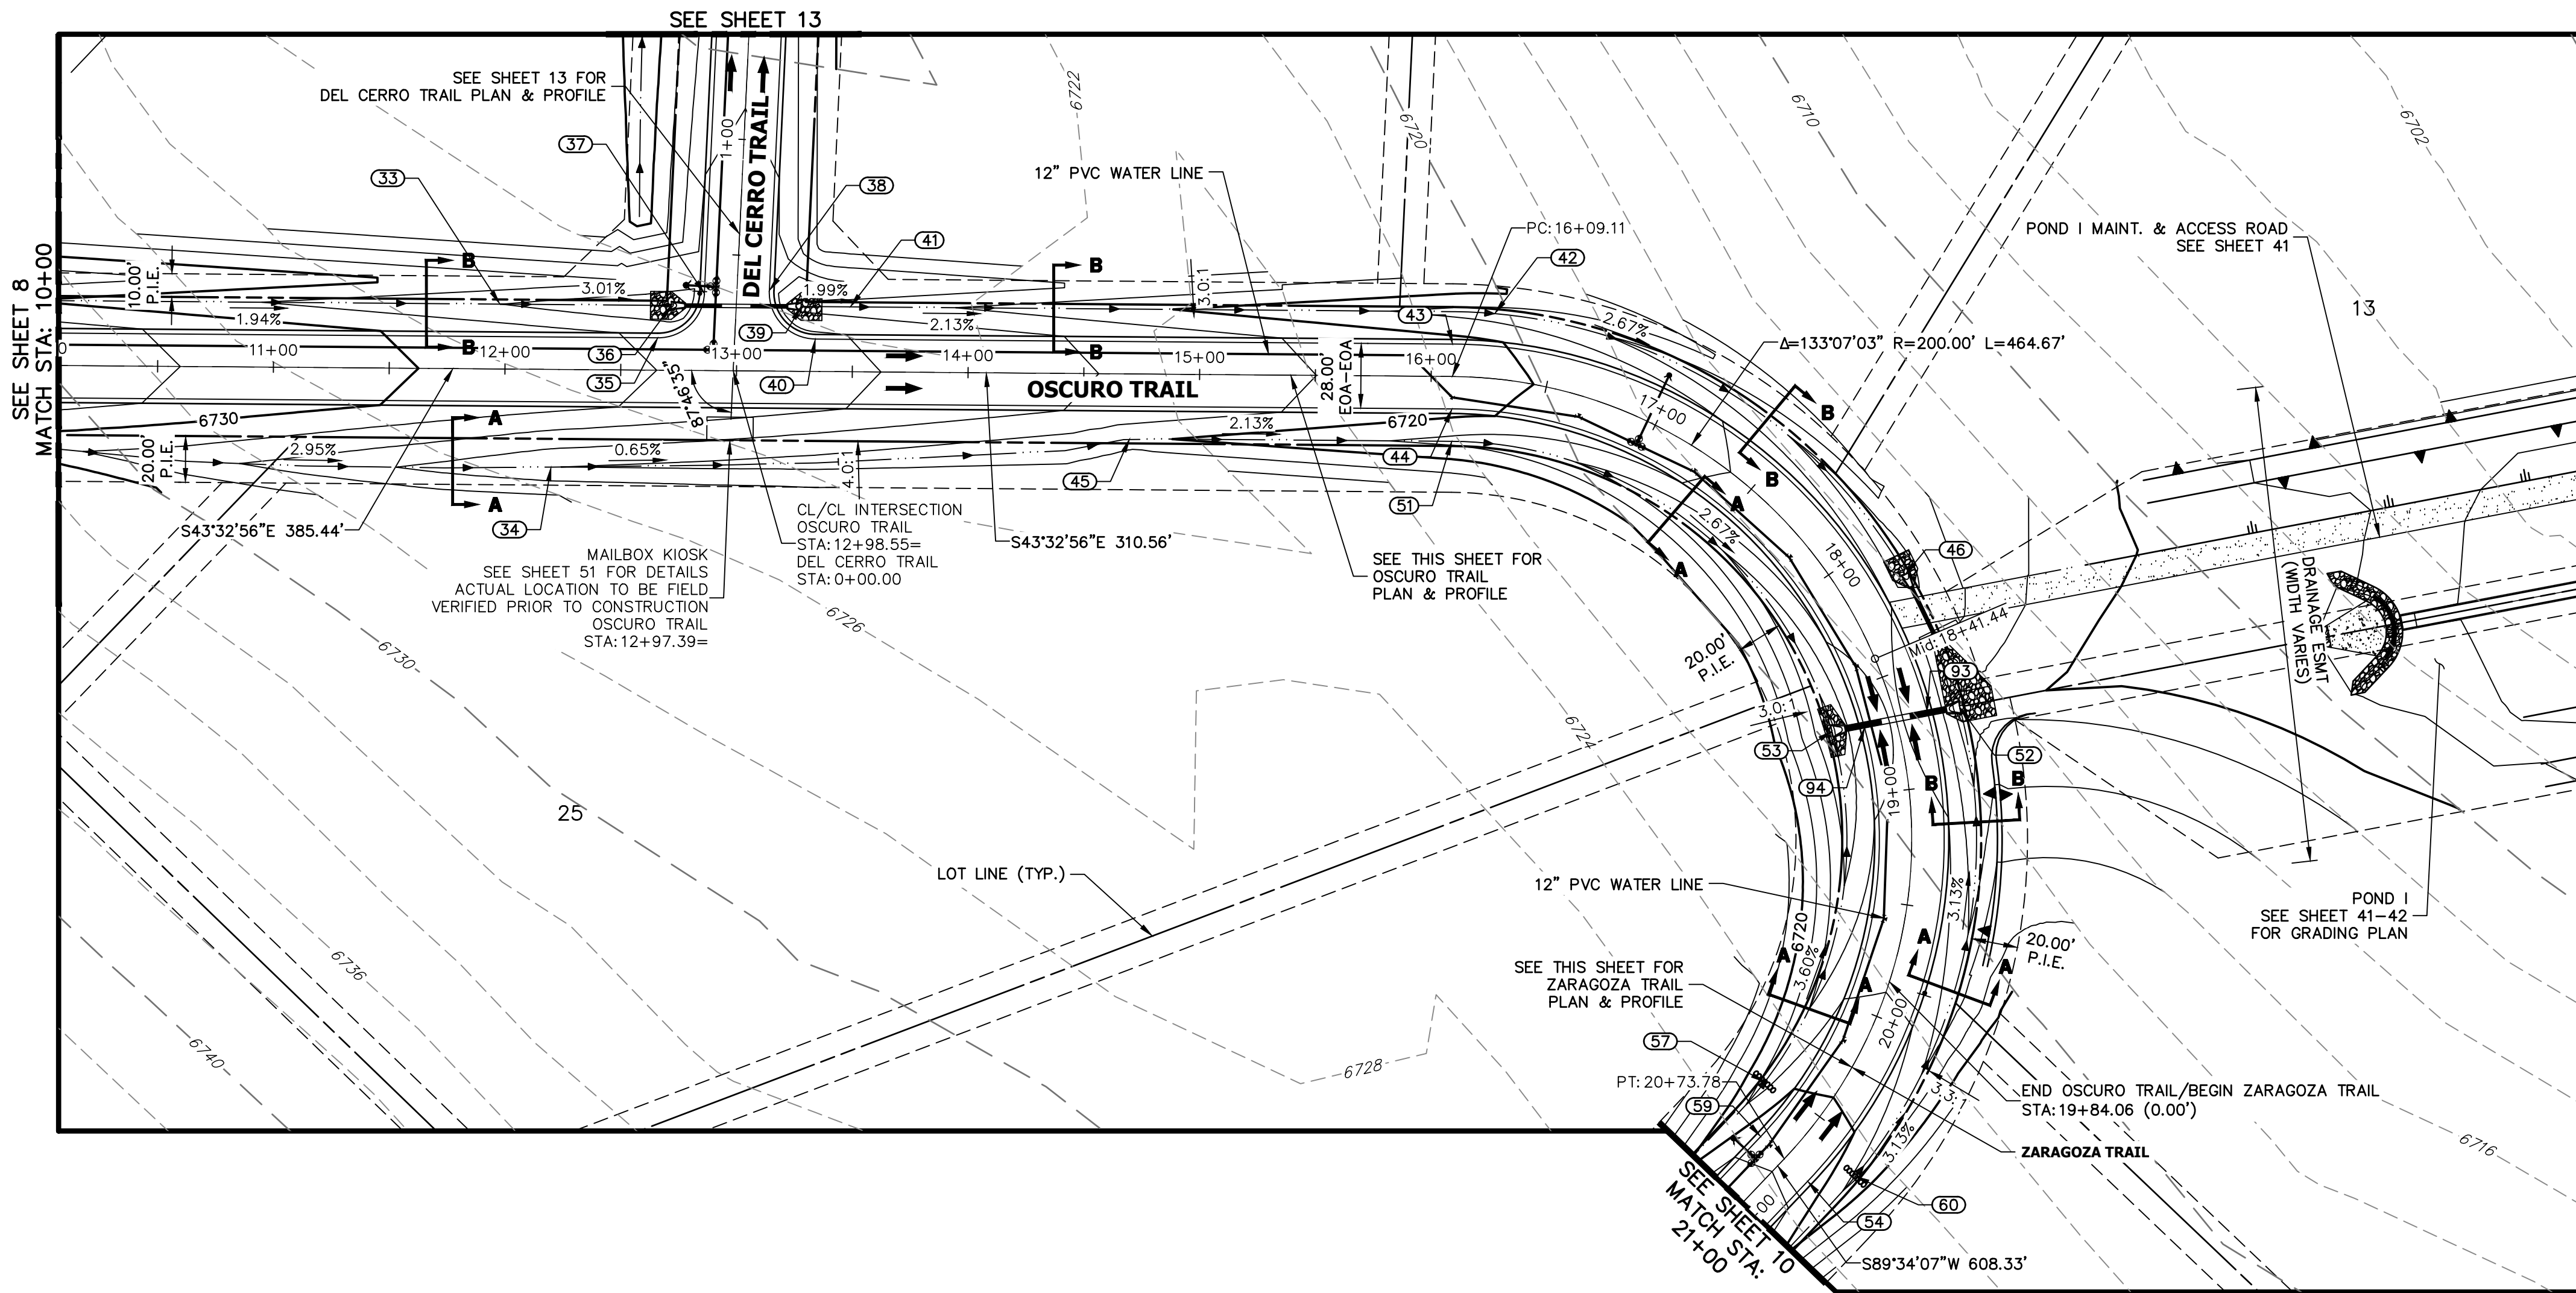 SEE SHEET 13
SEE SHEET 13 FOR
DEL CERRO TRAIL PLAN & PROFILE
37
33
38
1+00
DEL CERRO TRAIL
6722
6720
6710
6702
12" PVC WATER LINE
PC: 16+09.11
POND I MAINT. & ACCESS ROAD
SEE SHEET 41
SEE SHEET 8
MATCH STA: 10+00
10.00'
P.I.E.
B
B
3.01%
1.99%
41
42
3.0:1
43
2.67%
13
1.94%
2.13%
39
Δ=133°07'03" R=200.00' L=464.67'
0
11+00
B
12+00
36
13+00
14+00
B
15+00
16+00
35
40
87°46'35"
OSCURO TRAIL
28.00'
EOA-EOA
17+00
B
6730
A
2.13%
6720
20.00'
P.I.E.
2.95%
0.65%
4.0:1
45
44
51
B
A
2.67%
S43°32'56"E 385.44'
A
34
CL/CL INTERSECTION
OSCURO TRAIL
STA: 12+98.55=
DEL CERRO TRAIL
STA: 0+00.00
S43°32'56"E 310.56'
MAILBOX KIOSK
SEE SHEET 51 FOR DETAILS
ACTUAL LOCATION TO BE FIELD
VERIFIED PRIOR TO CONSTRUCTION
OSCURO TRAIL
STA: 12+97.39=
SEE THIS SHEET FOR
OSCURO TRAIL
PLAN & PROFILE
A
18+00
46
DRAINAGE ESMT
(WIDTH VARIES)
Mid: 18+41.44
6726
6730
20.00'
P.I.E.
93
3.0:1
6724
53
52
94
19+00
B
B
25
LOT LINE (TYP.)
12" PVC WATER LINE
3.13%
POND I
SEE SHEET 41-42
FOR GRADING PLAN
6720
A
A
20.00'
P.I.E.
6736
3.60%
SEE THIS SHEET FOR
ZARAGOZA TRAIL
PLAN & PROFILE
A
A
20+00
6740
6728
57
PT: 20+73.78
59
3.3:1
END OSCURO TRAIL/BEGIN ZARAGOZA TRAIL
STA: 19+84.06 (0.00')
3.13%
ZARAGOZA TRAIL
6716
60
54
00
SEE SHEET 10
MATCH STA:
21+00
S89°34'07"W 608.33'